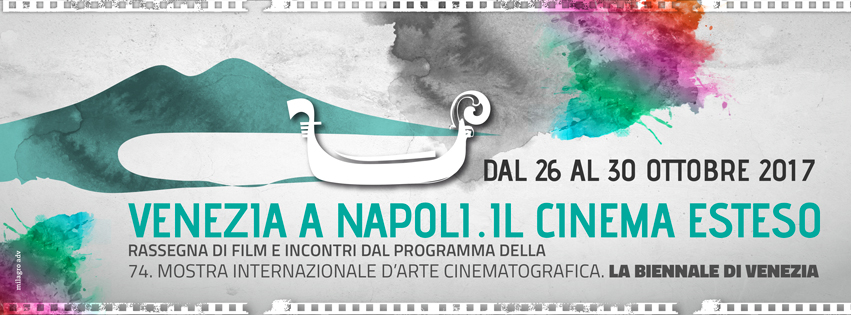 DAL 26 AL 30 OTTOBRE 2017
VENEZIA A NAPOLI.IL CINEMA ESTESO
RASSEGNA DI FILM E INCONTRI DAL PROGRAMMA DELLA
74. MOSTRA INTERNAZIONALE D'ARTE CINEMATOGRAFICA. LA BIENNALE DI VENEZIA
milagro adv